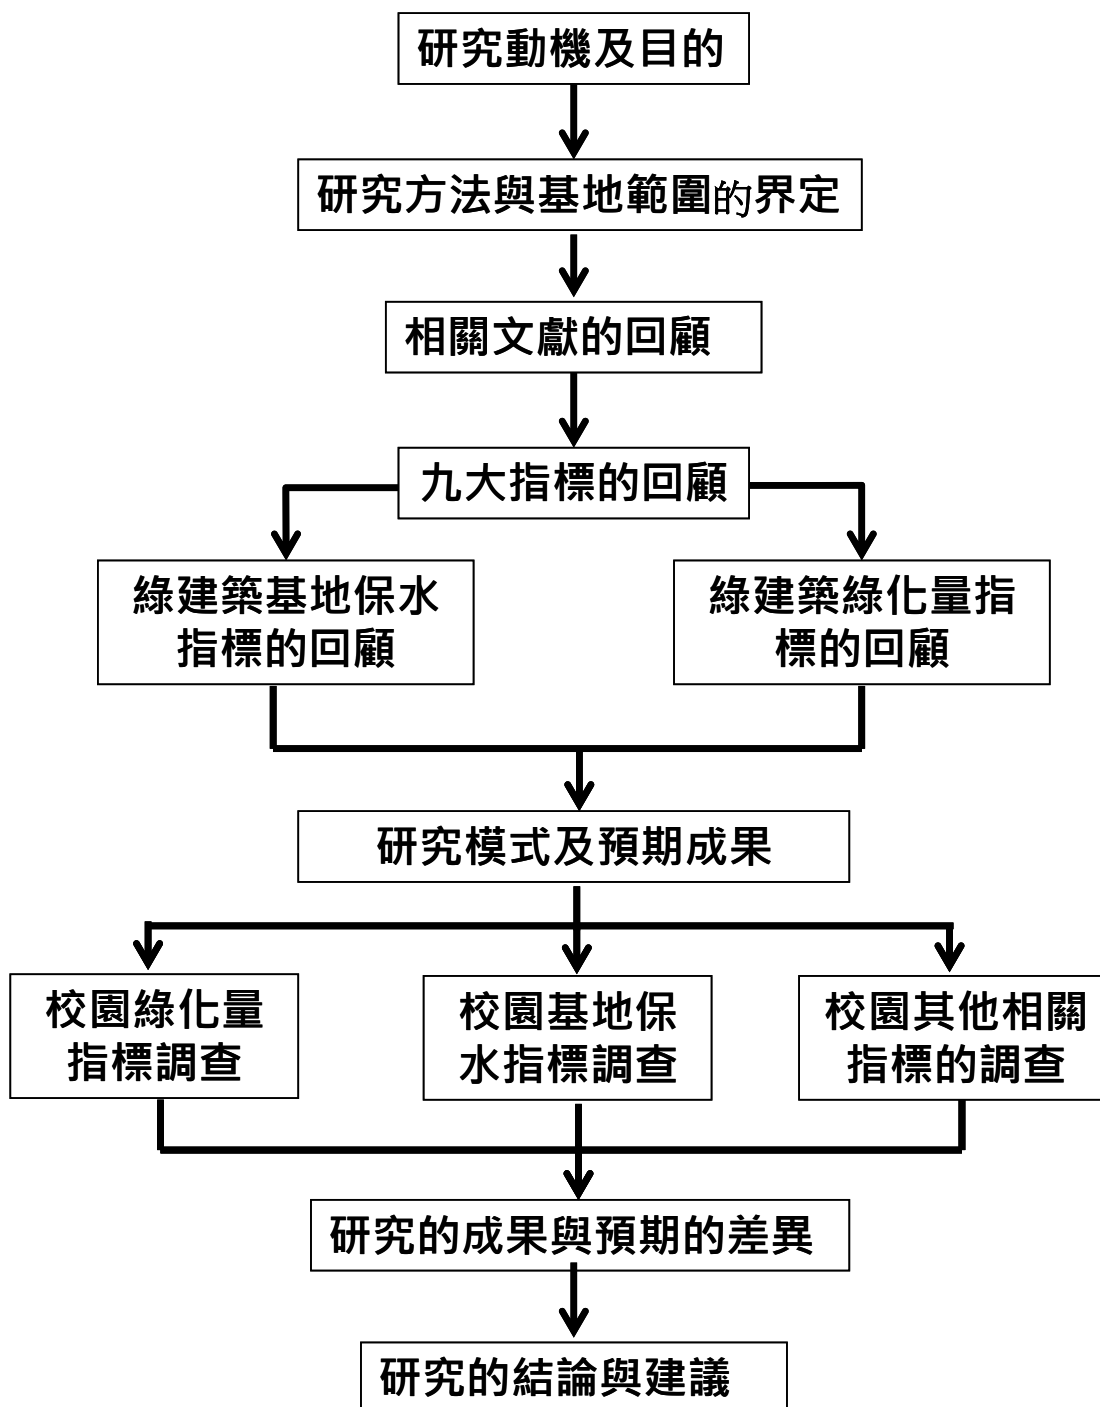 研究動機及目的
研究方法與基地範圍的界定
相關文獻的回顧
九大指標的回顧
綠建築基地保水
指標的回顧
綠建築綠化量指
標的回顧
研究模式及預期成果
校園綠化量
指標調查
校園基地保
水指標調查
校園其他相關
指標的調查
研究的成果與預期的差異
研究的結論與建議